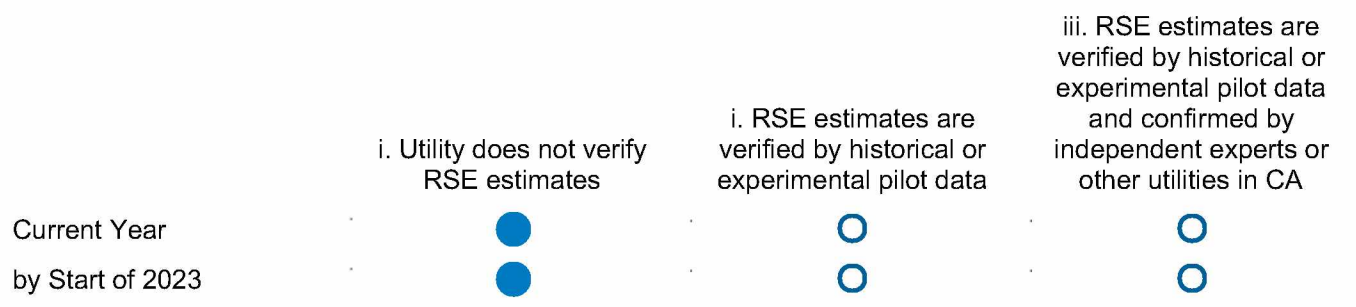 i. Utility does not verify
RSE estimates
i. RSE estimates are
verified by historical or
experimental pilot data
iii. RSE estimates are
verified by historical or
experimental pilot data
and confirmed by
independent experts or
other utilities in CA
Current Year
by Start of 2023